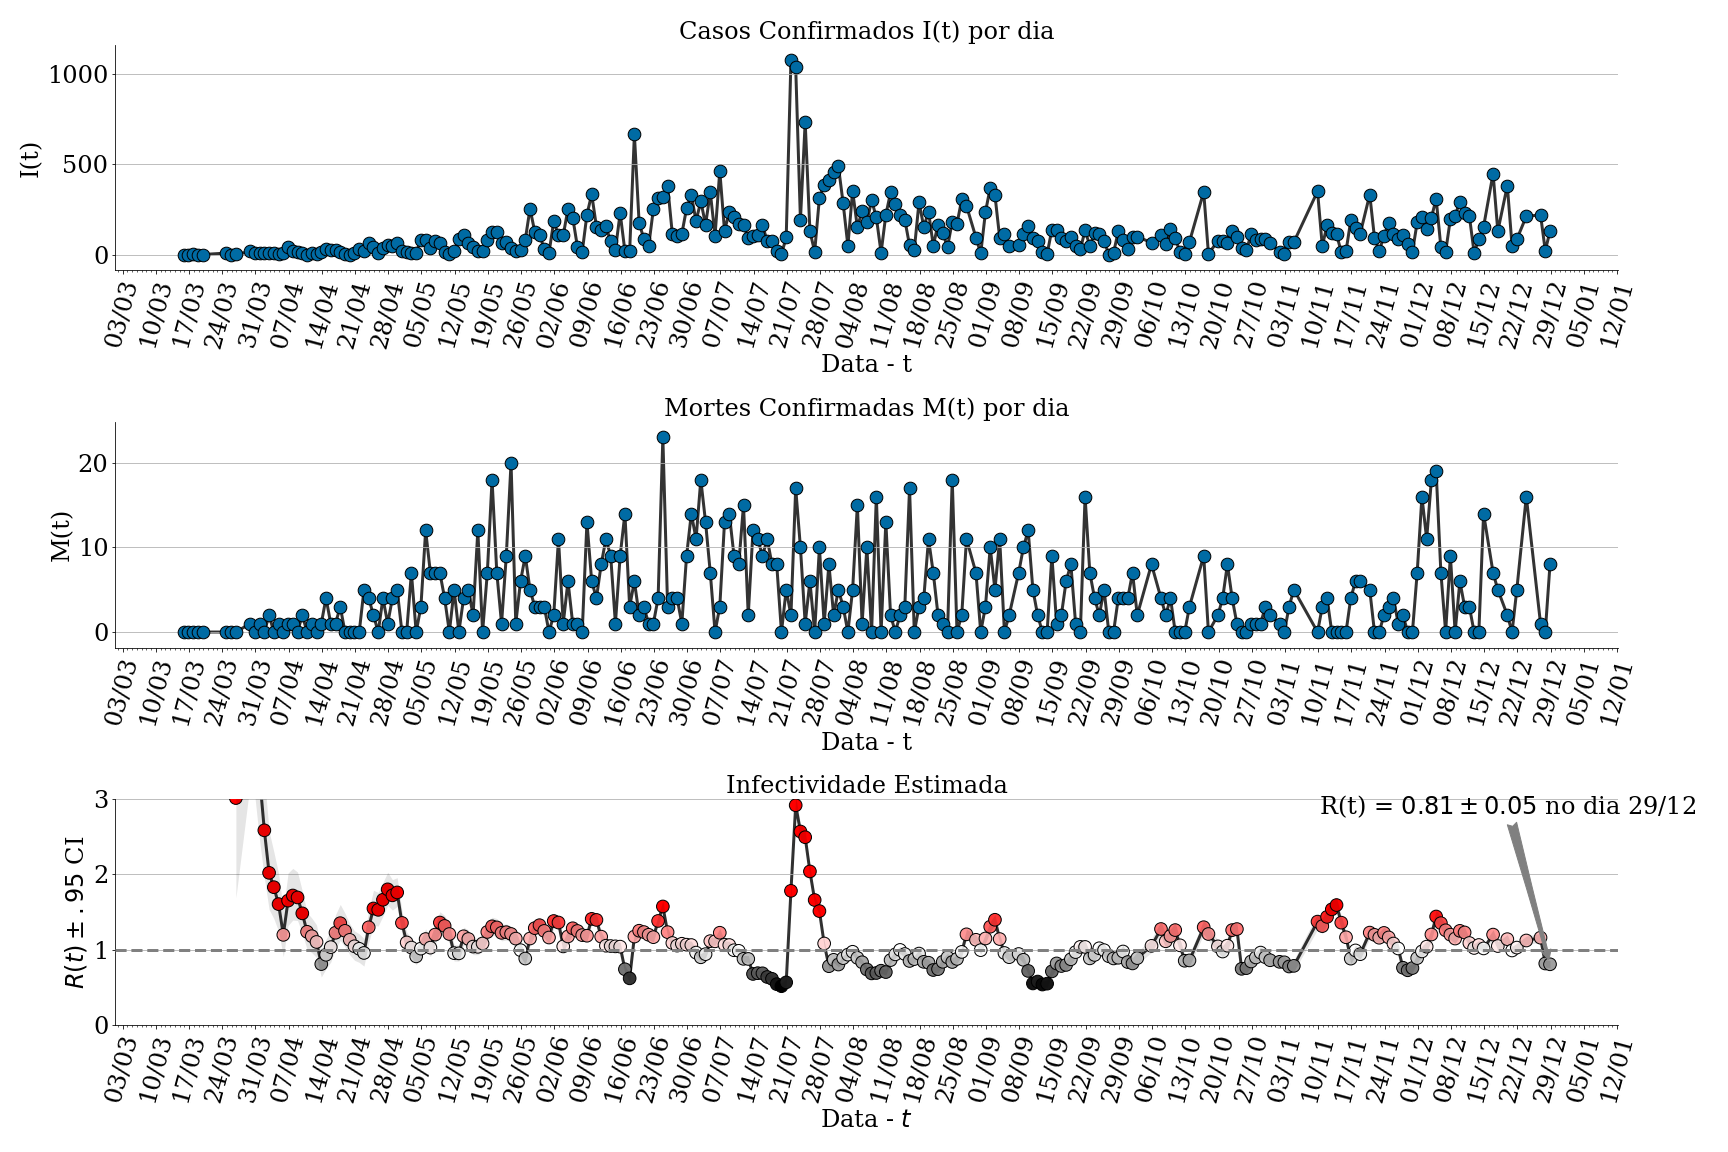 Casos Confirmados I(t) por dia
I(t)
1000
500
0
03/03 10/03 17/03 24/03 31/03 07/04 14/04 21/04 28/04 05/05 12/05 19/05 26/05 02/06 09/06 16/06 23/06 30/06 07/07 14/07 21/07 28/07 04/08 11/08 18/08 25/08 01/09 08/09 15/09 22/09 29/09 06/10 13/10 20/10 27/10 03/11 10/11 17/11 24/11 01/12 08/12 15/12 22/12 29/12 05/01 12/01
Data - t
Mortes Confirmadas M(t) por dia
M(t)
20
10
0
03/03 10/03 17/03 24/03 31/03 07/04 14/04 21/04 28/04 05/05 12/05 19/05 26/05 02/06 09/06 16/06 23/06 30/06 07/07 14/07 21/07 28/07 04/08 11/08 18/08 25/08 01/09 08/09 15/09 22/09 29/09 06/10 13/10 20/10 27/10 03/11 10/11 17/11 24/11 01/12 08/12 15/12 22/12 29/12 05/01 12/01
Data - t
Infectividade Estimada
R(t) = 0.81 ± 0.05 no dia 29/12
R(t) ± .95 CI
3
2
1
0
03/03 10/03 17/03 24/03 31/03 07/04 14/04 21/04 28/04 05/05 12/05 19/05 26/05 02/06 09/06 16/06 23/06 30/06 07/07 14/07 21/07 28/07 04/08 11/08 18/08 25/08 01/09 08/09 15/09 22/09 29/09 06/10 13/10 20/10 27/10 03/11 10/11 17/11 24/11 01/12 08/12 15/12 22/12 29/12 05/01 12/01
Data - t